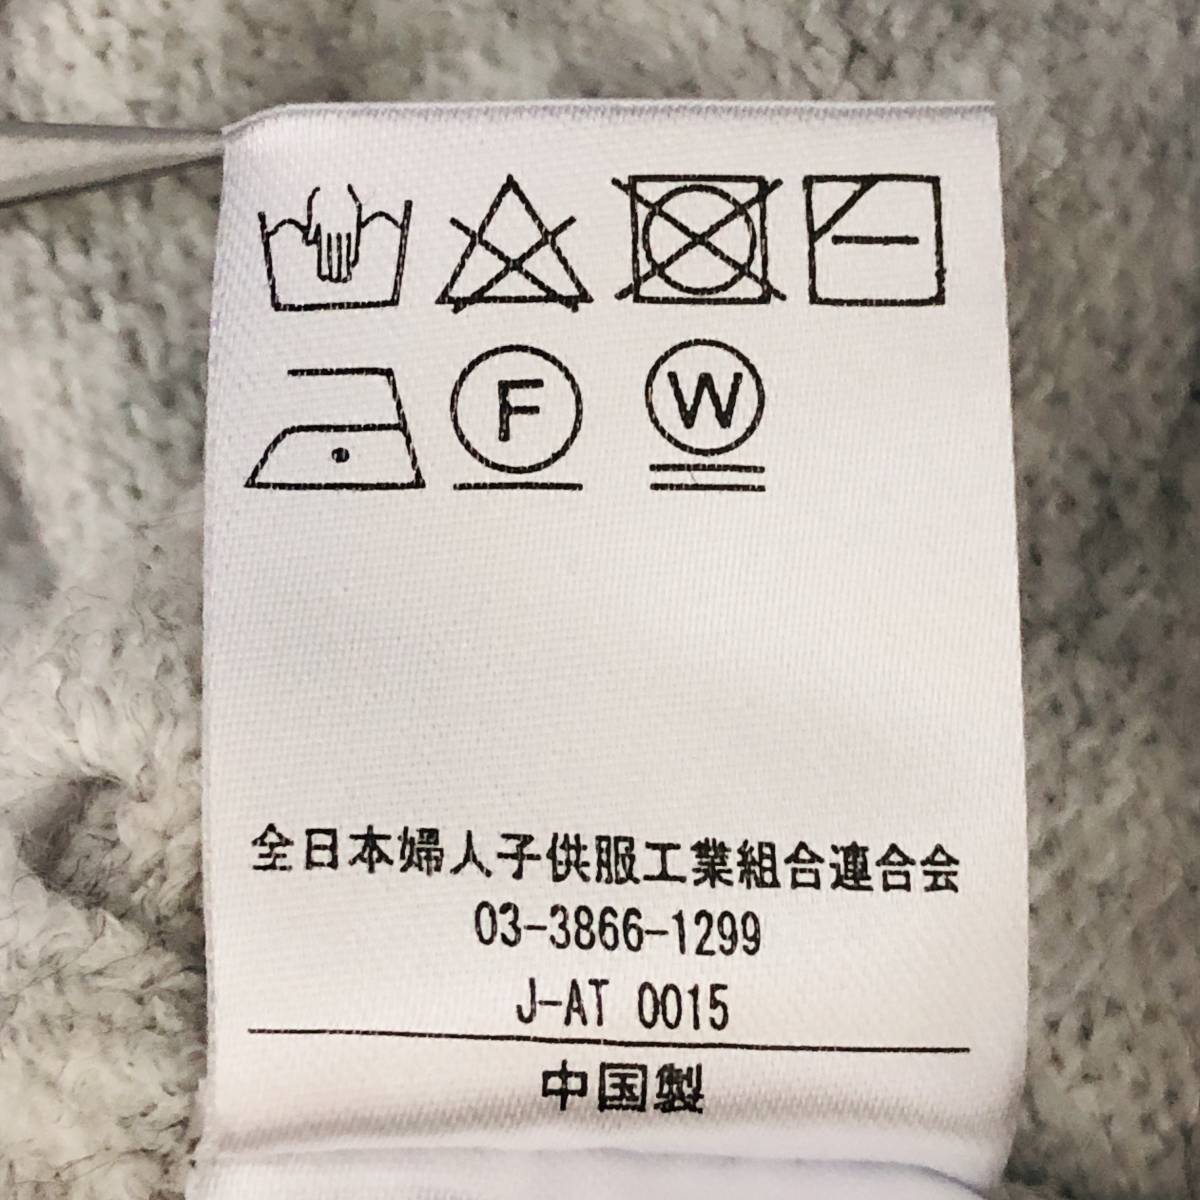 F W
全日本婦人子供服工業組合連合会
03-3866-1299
J-AT 0015
中国製